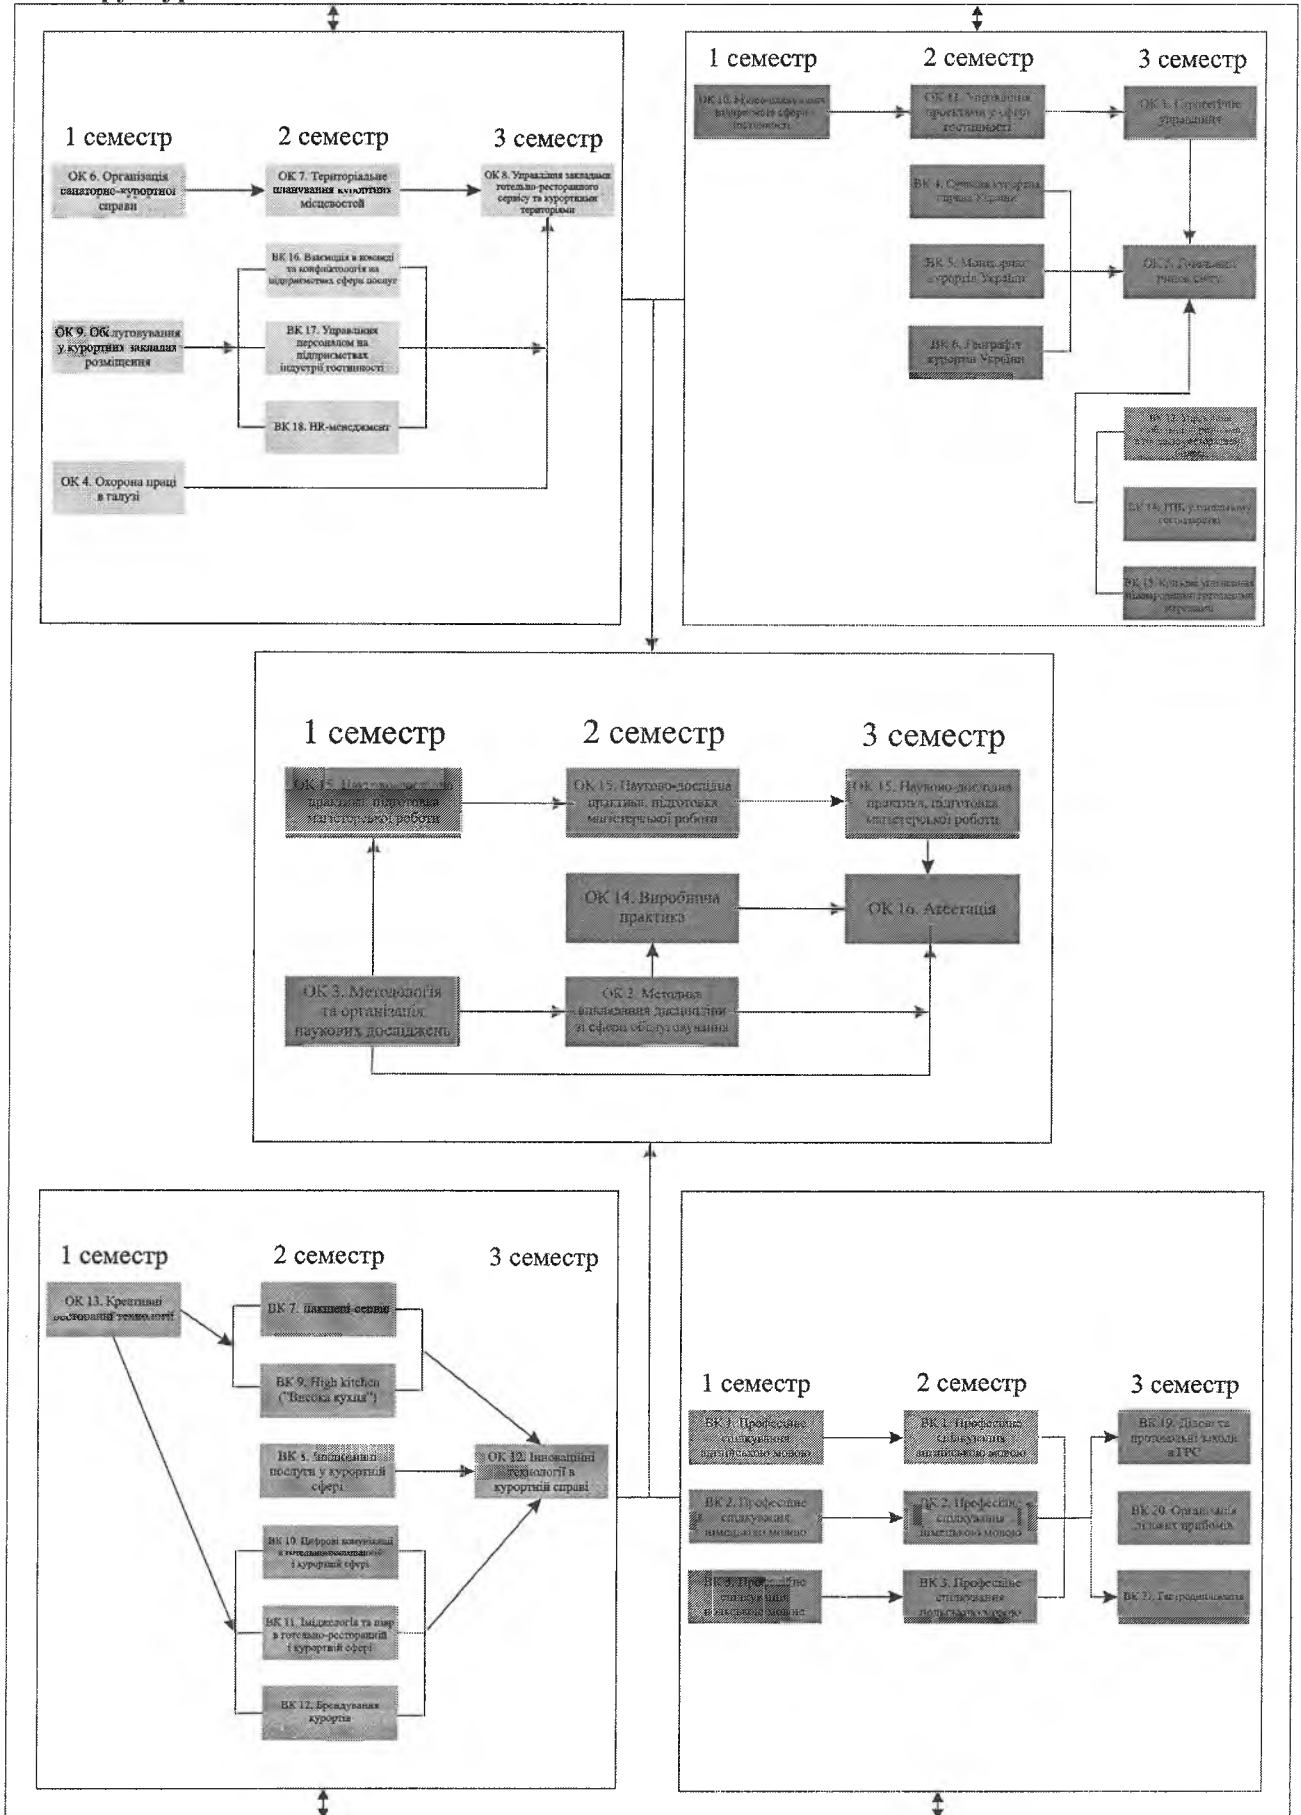 1 семестр
2 семестр
3 семестр
ОК 6. Організація
санаторно-курортної
справи
ОК 7. Територіальне
планування курортних
місцевостей
ОК 8. Управління закладами
готельно-ресторанного
сервісу та курортними
територіями
ВК 16. Взаємодія в команді
та конфліктологія на
підприємствах сфери послуг
ОК 9. Обслуговування
у курортних закладах
розміщення
ВК 17. Управління
персоналом на
підприємствах
індустрії гостинності
ВК 18. HR-менеджмент
ОК 4. Охорона праці
в галузі
1 семестр
2 семестр
3 семестр
ОК 10.
гостинності
ОК 11. Управління
проєктами у сфері
гостинності
ОК 1. Стратегічне
управління
ВК 4. Сучасна курортна
справа України
ВК 5. Моніторинг
курортів України
ВК 6. Географія
курортів України
ОК 5.
ринок світу
ВК 14.
господарстві
ВК 15.
1 семестр
2 семестр
3 семестр
ОК 15. Науково-дослідна
практика, підготовка
магістерської роботи
ОК 15. Науково-дослідна
практика, підготовка
магістерської роботи
ОК 15. Науково-дослідна
практика, підготовка
магістерської роботи
ОК 14. Виробнича
практика
ОК 16. Атестація
ОК 3. Методологія
та організація
наукових досліджень
ОК 2. Методика
викладання дисциплін
зі сфери обслуговування
1 семестр
2 семестр
3 семестр
ОК 13. Креативні
ресторанні технології
ВК 7.
ВК 9. High kitchen
("Висока кухня")
послуги у курортній
сфері
ОК 12. Інноваційні
технології в
курортній справі
ВК 10. Цифрові комунікації
в готельно-ресторанній
і курортній сфері
ВК 11. Іміджологія та піар
в готельно-ресторанній
і курортній сфері
ВК 12. Брендування
курортів
1 семестр
2 семестр
3 семестр
ВК 1. Професійне
спілкування
англійською мовою
ВК 1. Професійне
спілкування
англійською мовою
ВК 19. Ділові та
протокольні заходи
в ГРС
ВК 2. Професійне
спілкування
німецькою мовою
ВК 2. Професійне
спілкування
німецькою мовою
ВК 20. Організація
ділових прийомів
ВК 3. Професійне
спілкування
польською мовою
ВК 3. Професійне
спілкування
польською мовою